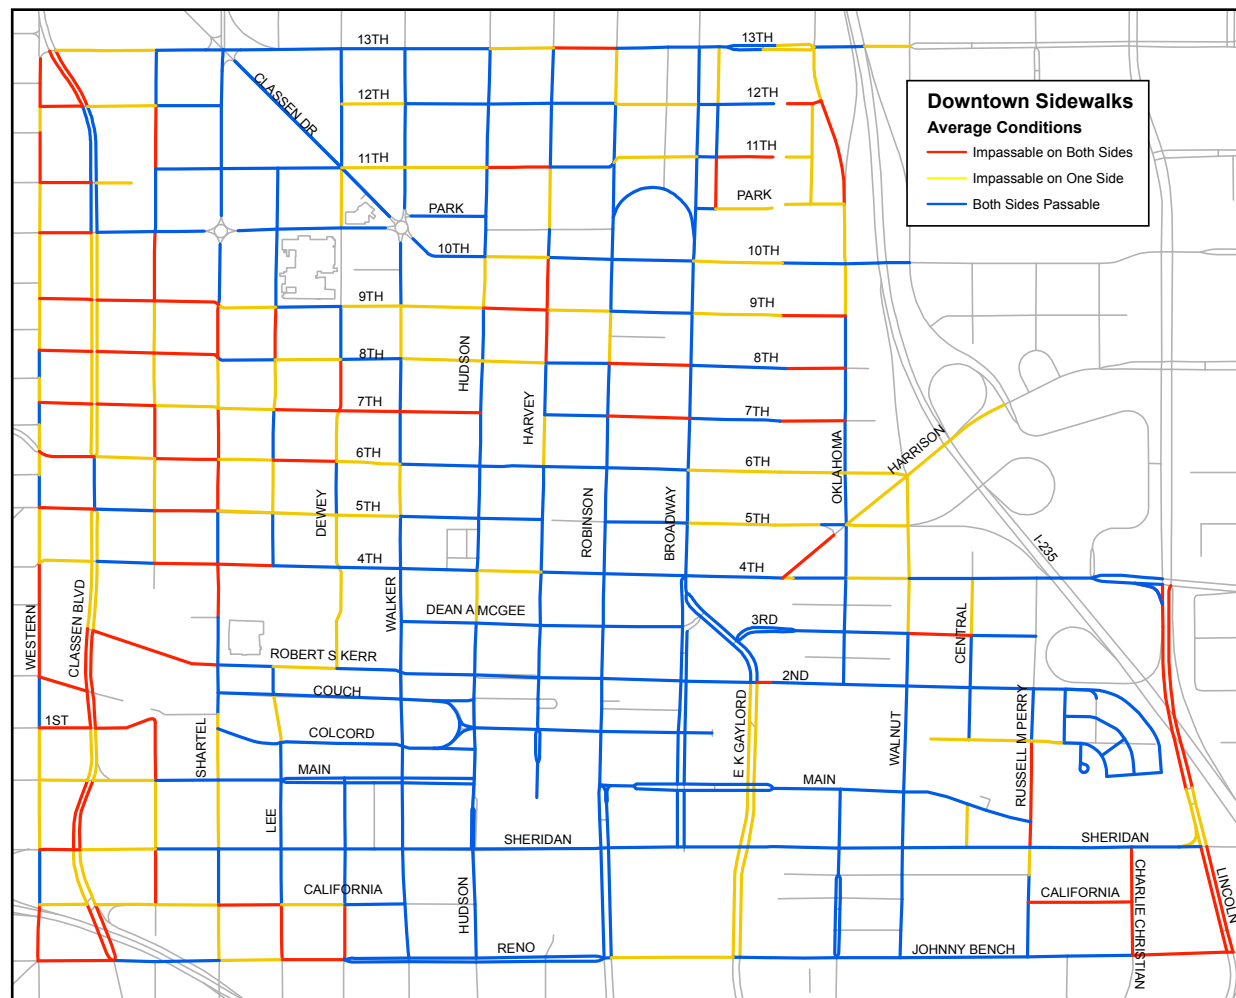 13TH
13TH
CLASSEN DR
12TH
12TH
Downtown Sidewalks
Average Conditions
Impassable on Both Sides
Impassable on One Side
Both Sides Passable
11TH
11TH
PARK
PARK
10TH
10TH
9TH
9TH
HUDSON
8TH
8TH
7TH
7TH
HARVEY
OKLAHOMA
HARRISON
6TH
6TH
DEWEY
5TH
5TH
ROBINSON
BROADWAY
I-235
4TH
4TH
WESTERN
CLASSEN BLVD
WALKER
DEAN A MCGEE
3RD
CENTRAL
ROBERT S KERR
2ND
COUCH
1ST
SHARTEL
COLCORD
E K GAYLORD
WALNUT
RUSSELL M PERRY
MAIN
MAIN
LEE
SHERIDAN
SHERIDAN
CALIFORNIA
HUDSON
CALIFORNIA
CHARLIE CHRISTIAN
LINCOLN
RENO
JOHNNY BENCH